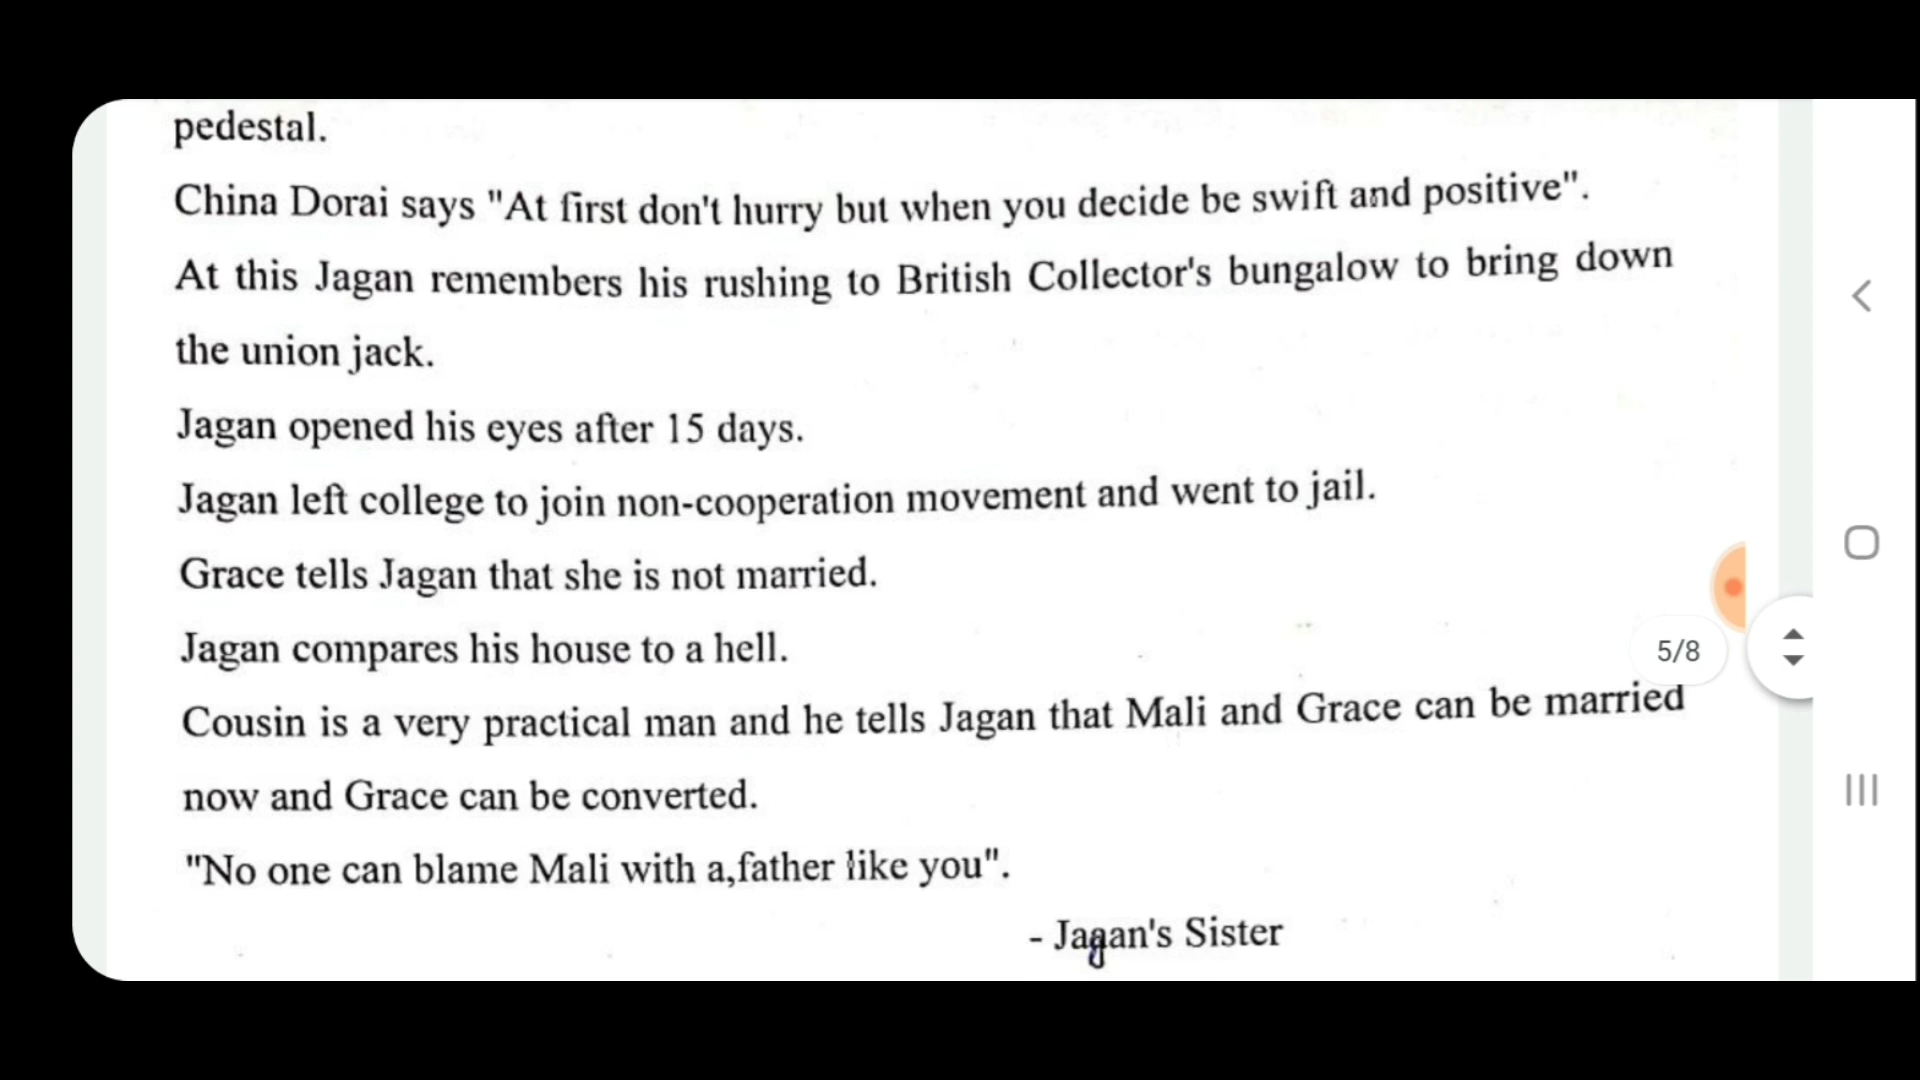 pedestal.
China Dorai says "At first don't hurry but when you decide be swift and positive".
At this Jagan remembers his rushing to British Collector's bungalow to bring down
the union jack.
Jagan opened his eyes after 15 days.
Jagan left college to join non-cooperation movement and went to jail.
Grace tells Jagan that she is not married.
Jagan compares his house to a hell.
5/8
Cousin is a very practical man and he tells Jagan that Mali and Grace can be married
now and Grace can be converted.
"No one can blame Mali with a,father like you".
- Jagan's Sister